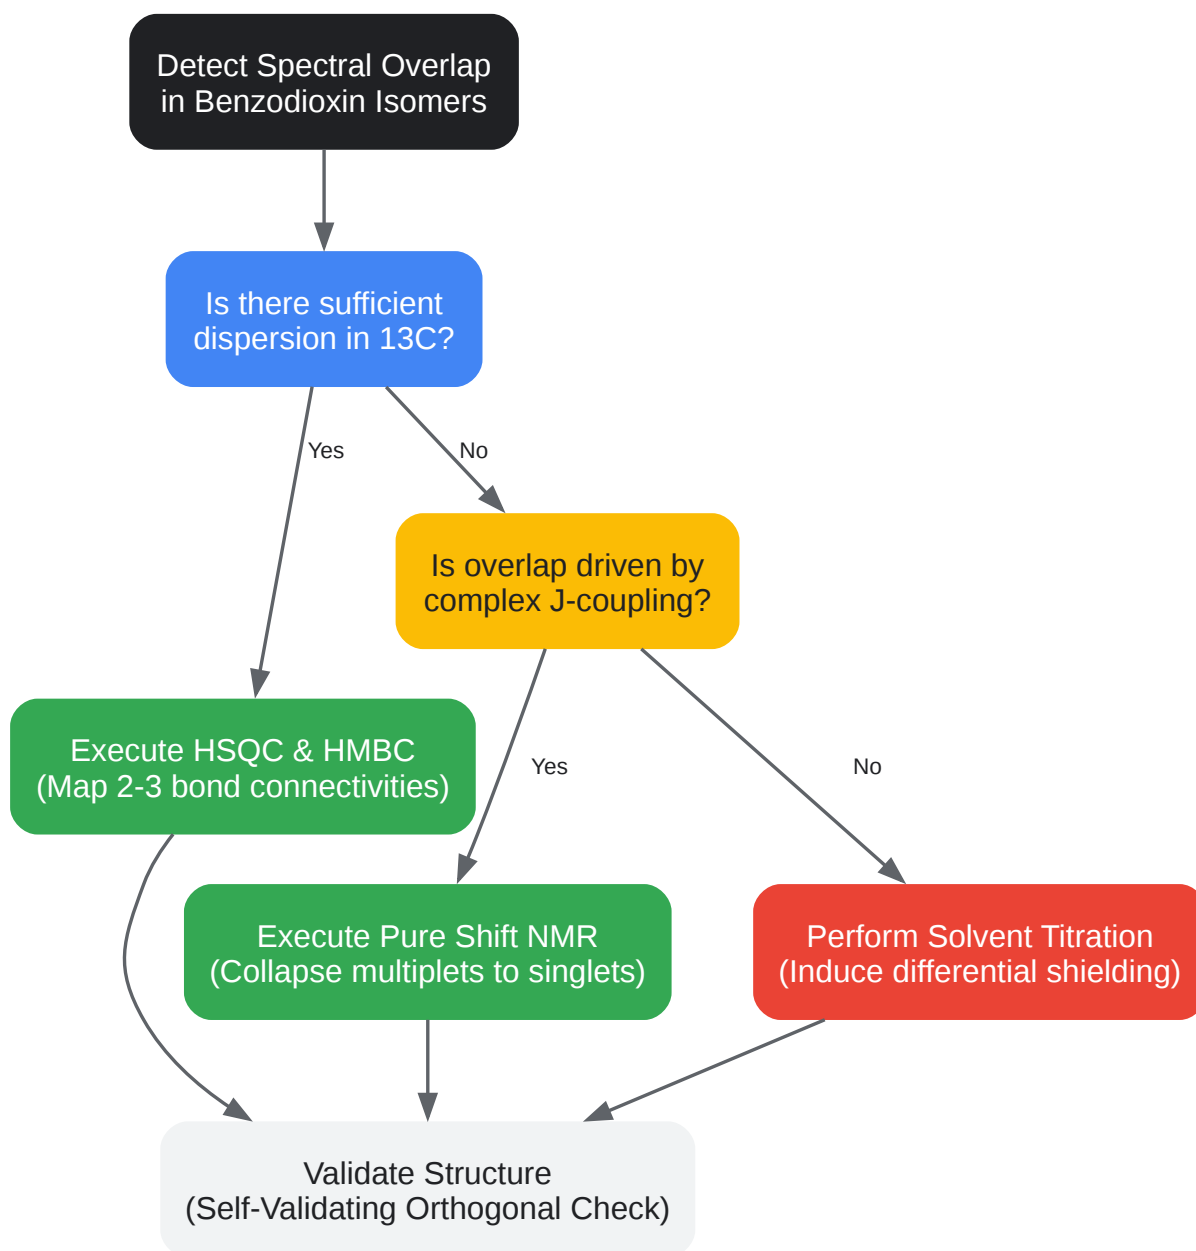 Detect Spectral Overlap
in Benzodioxin Isomers
Is there sufficient
dispersion in 13C?
Yes
No
Is overlap driven by
complex J-coupling?
Execute HSQC & HMBC
(Map 2-3 bond connectivities)
Yes
No
Execute Pure Shift NMR
(Collapse multiplets to singlets)
Perform Solvent Titration
(Induce differential shielding)
Validate Structure
(Self-Validating Orthogonal Check)